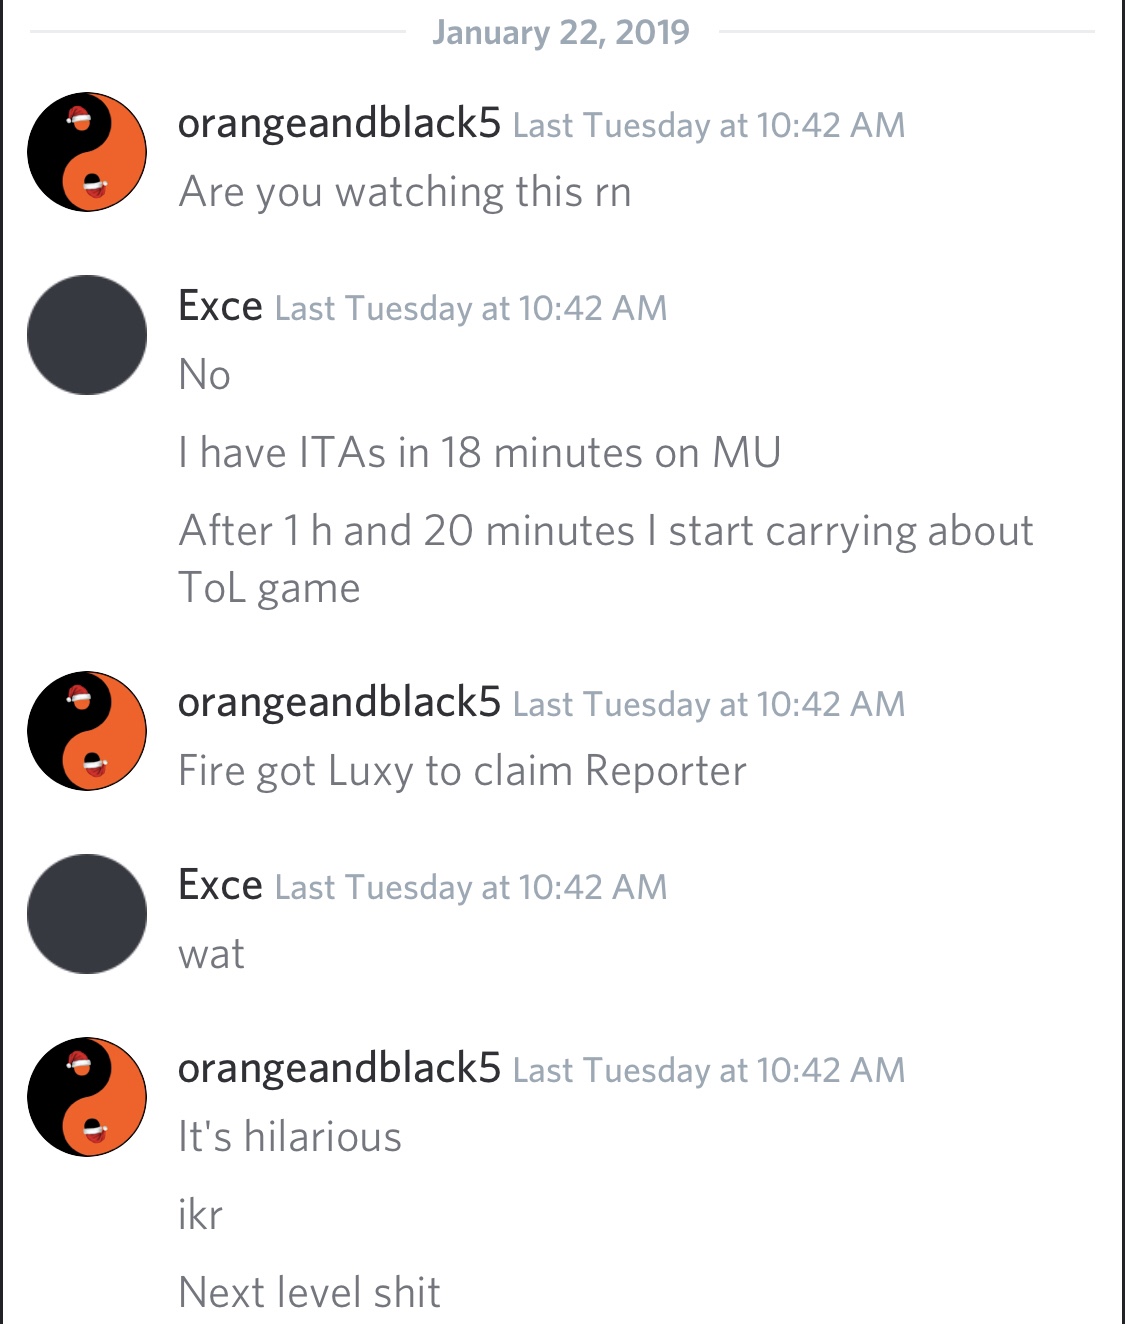 January 22, 2019
orangeandblack5 Last Tuesday at 10:42 AM
Are you watching this rn
Exce Last Tuesday at 10:42 AM
No
I have ITAs in 18 minutes on MU
After 1 h and 20 minutes I start carrying about
ToL game
orangeandblack5 Last Tuesday at 10:42 AM
Fire got Luxy to claim Reporter
Exce Last Tuesday at 10:42 AM
wat
orangeandblack5 Last Tuesday at 10:42 AM
It's hilarious
ikr
Next level shit